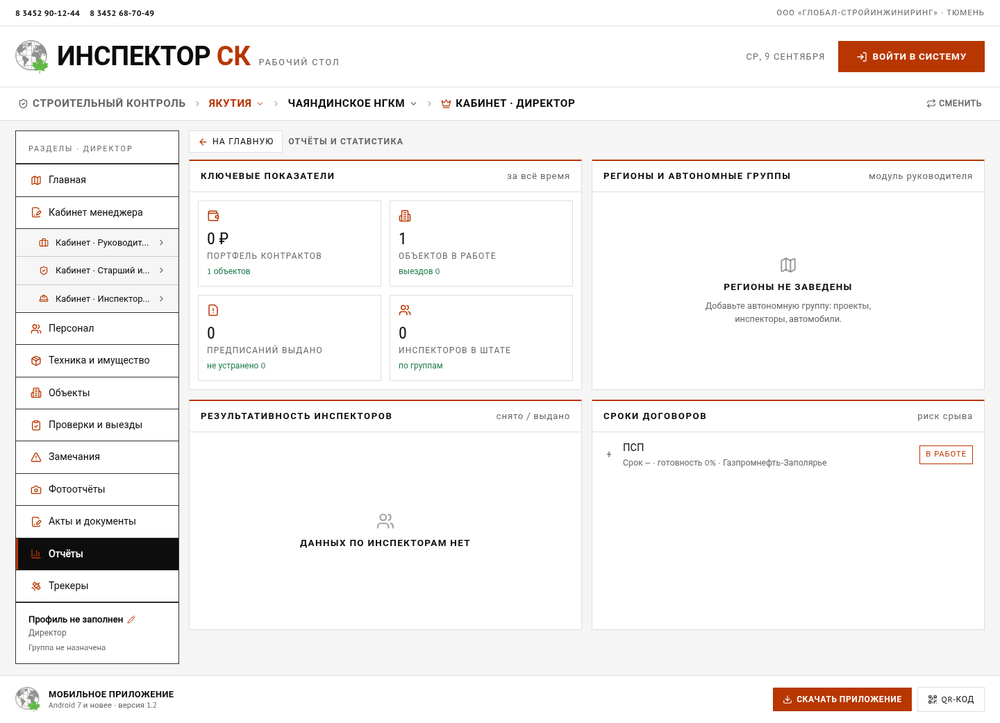 8 3452 90-12-44 8 3452 68-70-49
ООО «ГЛОБАЛ-СТРОЙИНЖИНИРИНГ» · ТЮМЕНЬ
ИНСПЕКТОР СК РАБОЧИЙ СТОЛ
СР, 9 СЕНТЯБРЯ
ВОЙТИ В СИСТЕМУ
СТРОИТЕЛЬНЫЙ КОНТРОЛЬ
ЯКУТИЯ
ЧАЯНДИНСКОЕ НГКМ
КАБИНЕТ · ДИРЕКТОР
СМЕНИТЬ
РАЗДЕЛЫ · ДИРЕКТОР
Главная
Кабинет менеджера
Кабинет · Руководит...
Кабинет · Старший и...
Кабинет · Инспектор...
Персонал
Техника и имущество
Объекты
Проверки и выезды
Замечания
Фотоотчёты
Акты и документы
Отчёты
Трекеры
Профиль не заполнен
Директор
Группа не назначена
НА ГЛАВНУЮ
ОТЧЁТЫ И СТАТИСТИКА
КЛЮЧЕВЫЕ ПОКАЗАТЕЛИ
за всё время
0 ₽
ПОРТФЕЛЬ КОНТРАКТОВ
1 объектов
1
ОБЪЕКТОВ В РАБОТЕ
выездов 0
0
ПРЕДПИСАНИЙ ВЫДАНО
не устранено 0
0
ИНСПЕКТОРОВ В ШТАТЕ
по группам
РЕГИОНЫ И АВТОНОМНЫЕ ГРУППЫ
модуль руководителя
РЕГИОНЫ НЕ ЗАВЕДЕНЫ
Добавьте автономную группу: проекты,
инспекторы, автомобили.
РЕЗУЛЬТАТИВНОСТЬ ИНСПЕКТОРОВ
снято / выдано
ДАННЫХ ПО ИНСПЕКТОРАМ НЕТ
СРОКИ ДОГОВОРОВ
риск срыва
+
ПСП
Срок — · готовность 0% · Газпромнефть-Заполярье
В РАБОТЕ
МОБИЛЬНОЕ ПРИЛОЖЕНИЕ
Android 7 и новее · версия 1.2
СКАЧАТЬ ПРИЛОЖЕНИЕ
QR-КОД